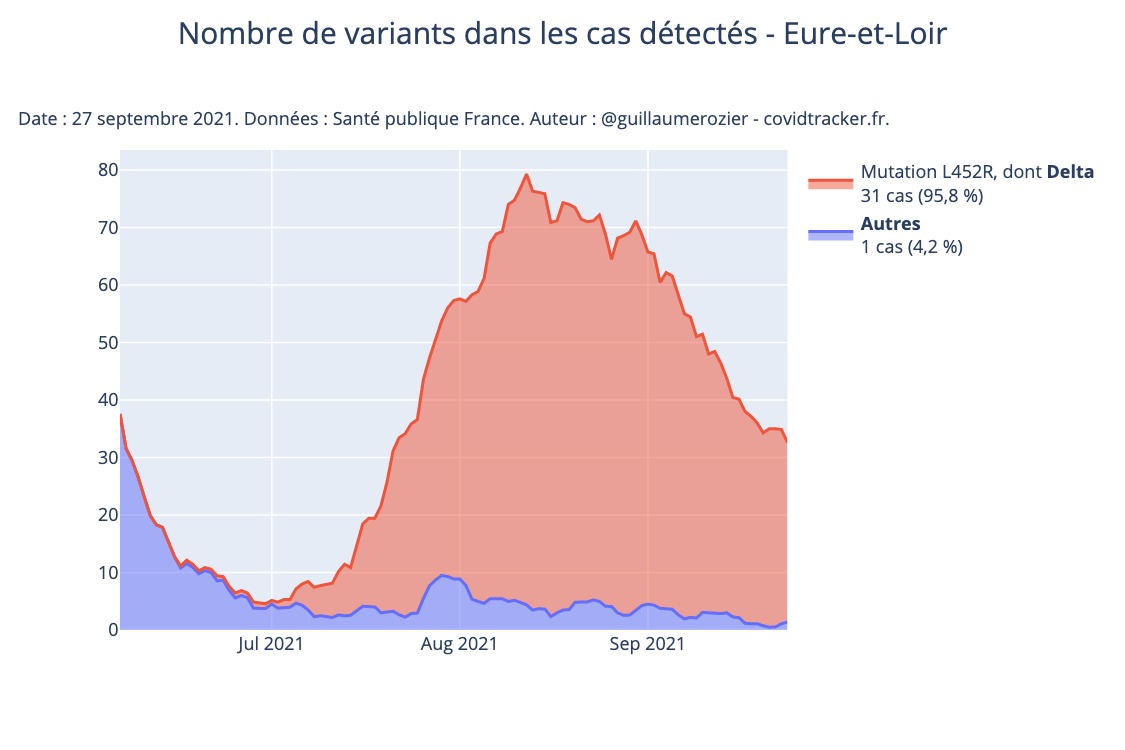 Nombre de variants dans les cas détectés - Eure-et-Loir
Date : 27 septembre 2021. Données : Santé publique France. Auteur : @guillaumerozier - covidtracker.fr.
80
70
60
50
40
30
20
10
0
Jul 2021
Aug 2021
Sep 2021
Mutation L452R, dont Delta
31 cas (95,8 %)
Autres
1 cas (4,2 %)